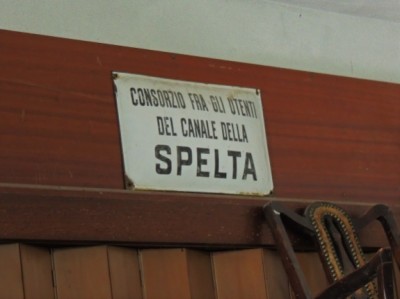 CONSORZIO FRA GLI UTENTI
DEL CANALE DELLA
SPELTA